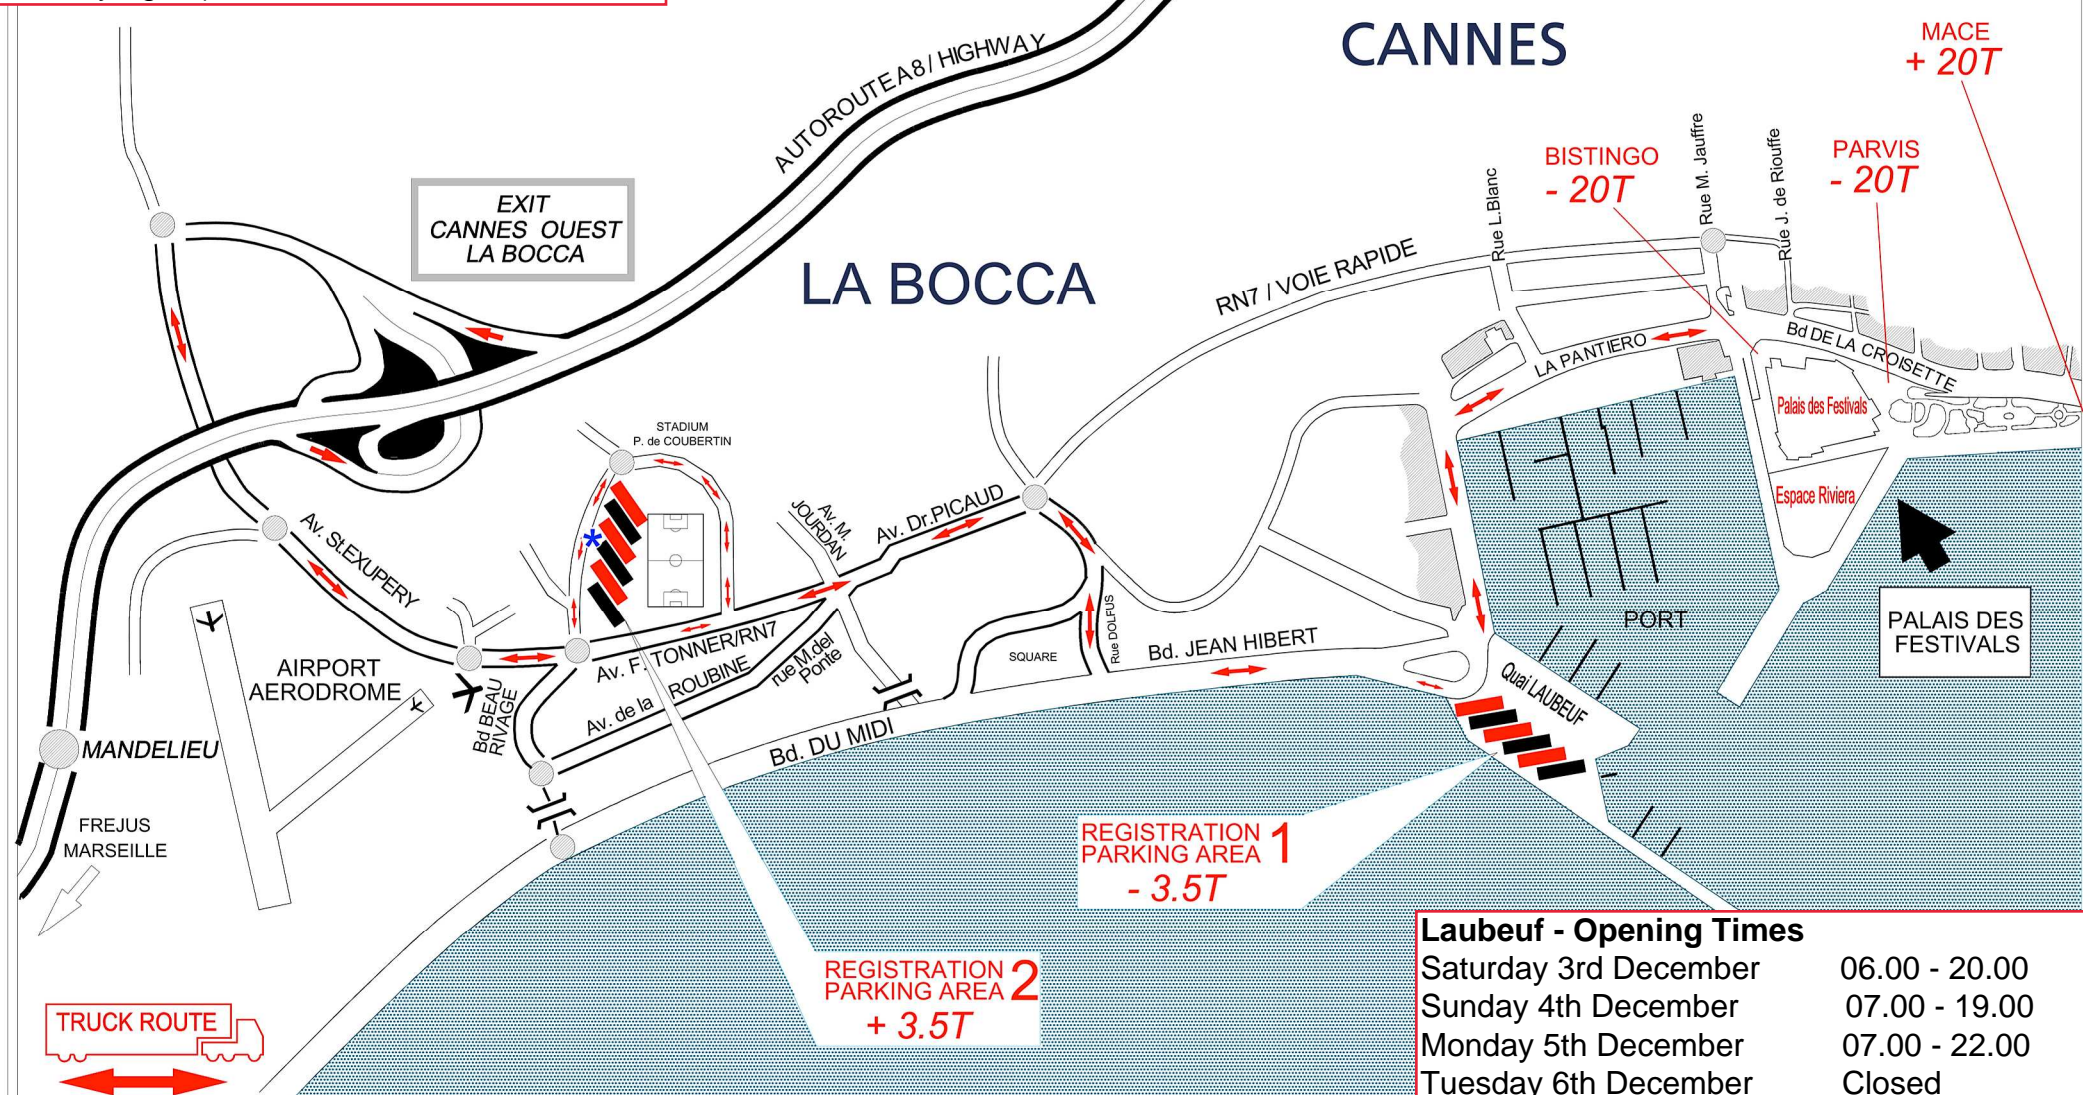 CANNES
MACE
+ 20T
AUTOROUTE A8 / HIGHWAY
BISTINGO
- 20T
PARVIS
- 20T
Rue L.Blanc
Rue M. Jauffre
Rue J. de Riouffe
EXIT
CANNES OUEST
LA BOCCA
LA BOCCA
RN7 / VOIE RAPIDE
LA PANTIERO
Bd DE LA CROISETTE
Palais des Festivals
Espace Riviera
STADIUM
P. de COUBERTIN
*
Av. St.EXUPERY
Av. M.
JOURDAN
Av. Dr.PICAUD
Rue DOLFUS
SQUARE
Bd. JEAN HIBERT
PORT
PALAIS DES
FESTIVALS
AIRPORT
AERODROME
Av. F. TONNER/RN7
Av. de la ROUBINE
rue M.del
Ponte
Bd BEAU
RIVAGE
Quai LAUBEUF
Bd. DU MIDI
MANDELIEU
FREJUS
MARSEILLE
REGISTRATION
PARKING AREA 1
- 3.5T
REGISTRATION
PARKING AREA 2
+ 3.5T
TRUCK ROUTE
Laubeuf - Opening Times
Saturday 3rd December 06.00 - 20.00
Sunday 4th December 07.00 - 19.00
Monday 5th December 07.00 - 22.00
Tuesday 6th December Closed